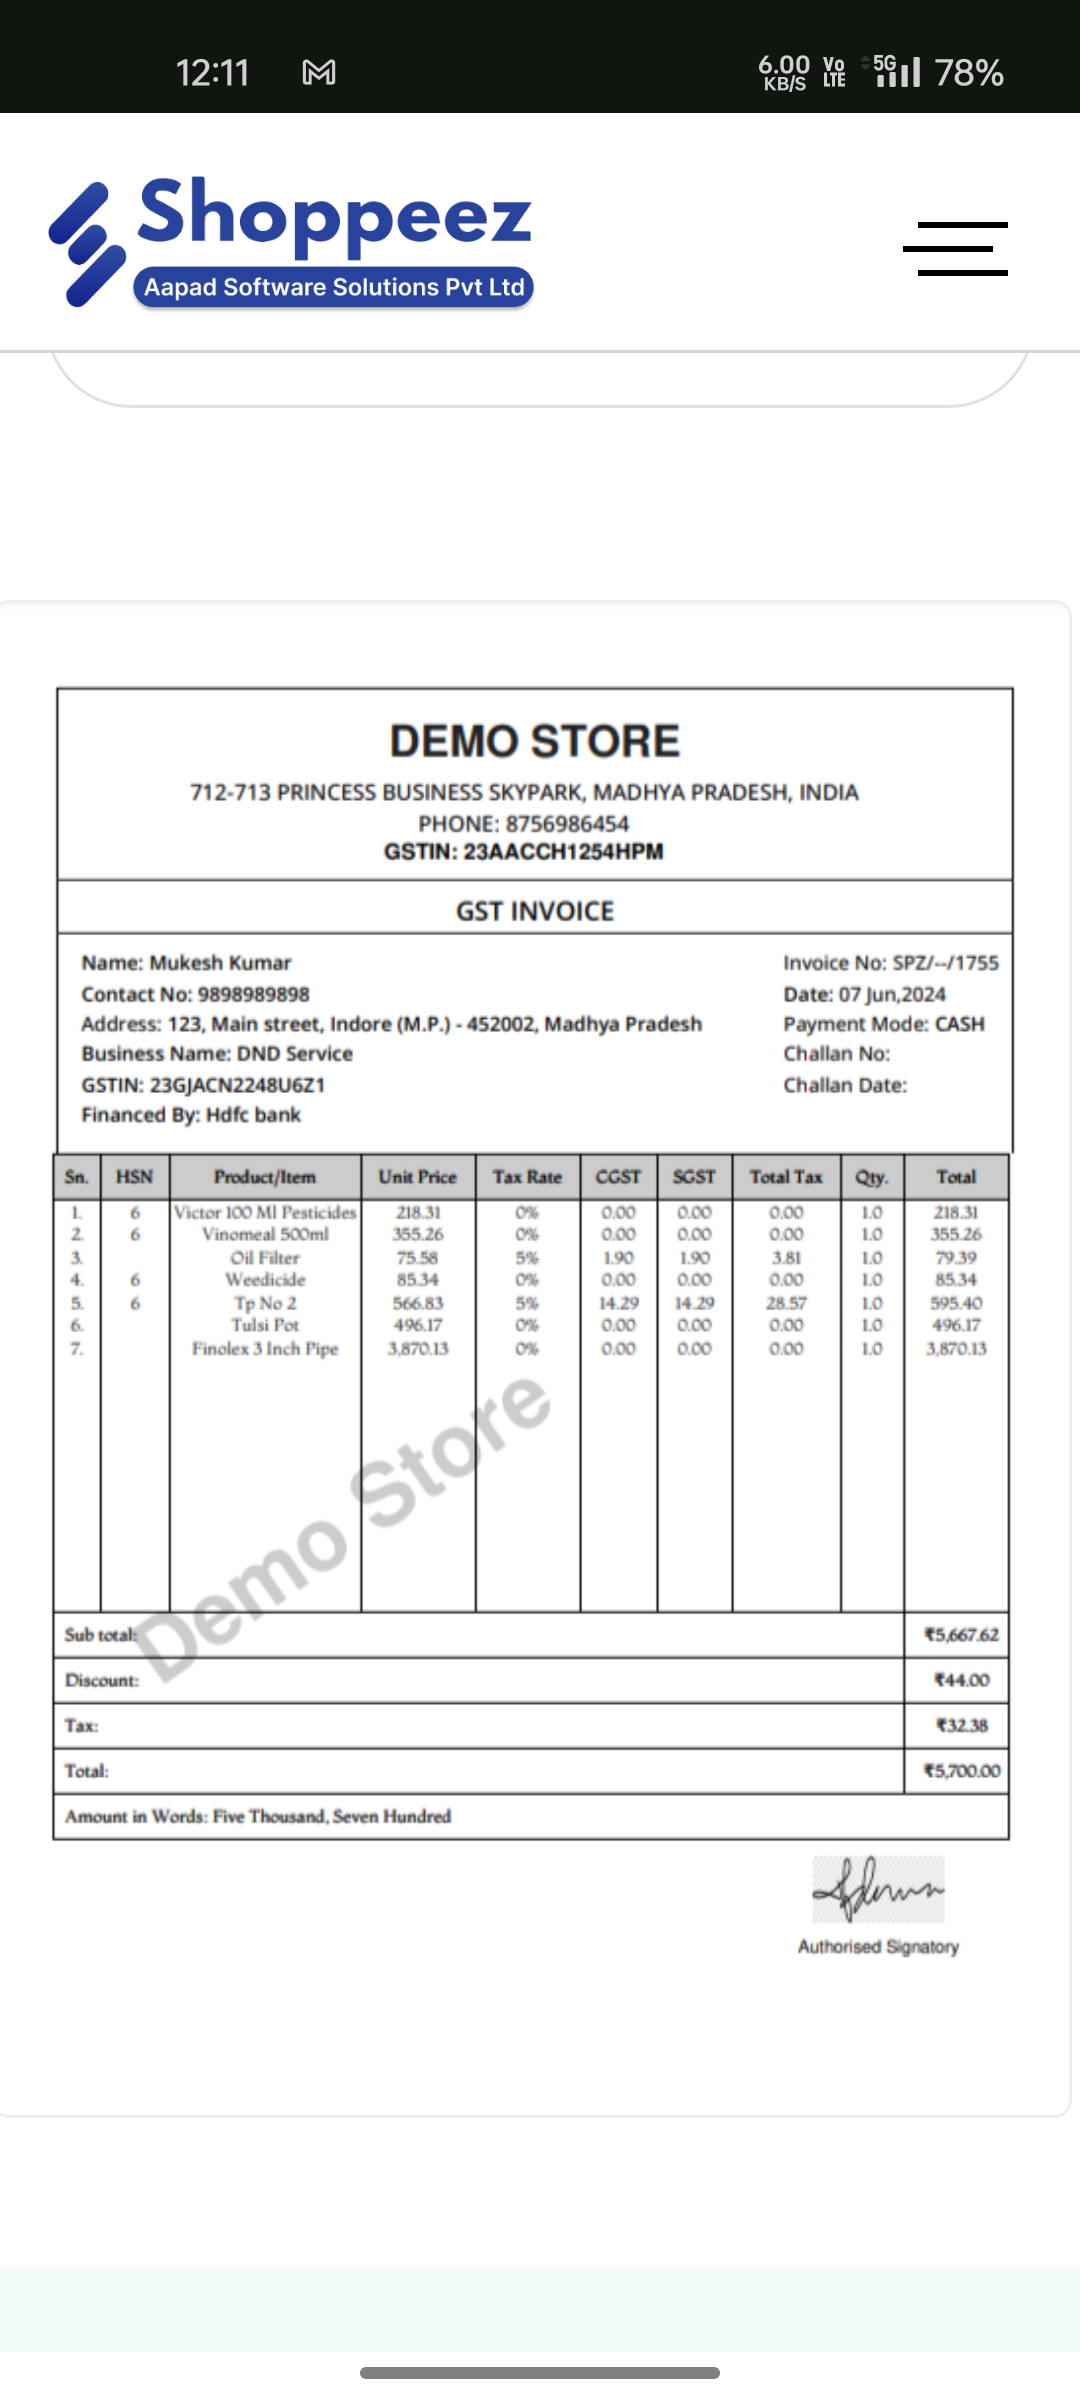 12:11 6.00 KB/S Vo LTE 5G 78%
Shoppeez
Aapad Software Solutions Pvt Ltd
DEMO STORE
712-713 PRINCESS BUSINESS SKYPARK, MADHYA PRADESH, INDIA
PHONE: 8756986454
GSTIN: 23AACCH1254HPM
GST INVOICE
Name: Mukesh Kumar Invoice No: SPZ/--/1755
Contact No: 9898989898 Date: 07 Jun,2024
Address: 123, Main street, Indore (M.P.) - 452002, Madhya Pradesh Payment Mode: CASH
Business Name: DND Service Challan No:
GSTIN: 23GJACN2248U6Z1 Challan Date:
Financed By: Hdfc bank
Sn. HSN Product/Item Unit Price Tax Rate CGST SGST Total Tax Qty. Total
1. 6 Victor 100 Ml Pesticides 218.31 0% 0.00 0.00 0.00 1.0 218.31
2. 6 Vinomeal 500ml 355.26 0% 0.00 0.00 0.00 1.0 355.26
3. Oil Filter 75.58 5% 1.90 1.90 3.81 1.0 79.39
4. 6 Weedicide 85.34 0% 0.00 0.00 0.00 1.0 85.34
5. 6 Tp No 2 566.83 5% 14.29 14.29 28.57 1.0 595.40
6. Tulsi Pot 496.17 0% 0.00 0.00 0.00 1.0 496.17
7. Finolex 3 Inch Pipe 3,870.13 0% 0.00 0.00 0.00 1.0 3,870.13
Demo Store
Sub total: ₹5,667.62
Discount: ₹44.00
Tax: ₹32.38
Total: ₹5,700.00
Amount in Words: Five Thousand, Seven Hundred
Authorised Signatory